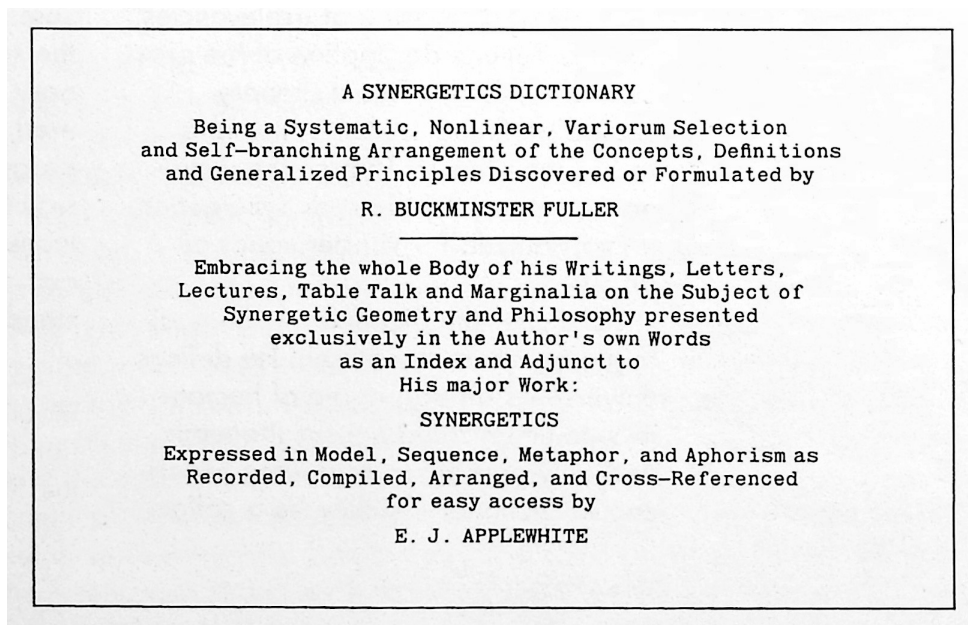 A SYNERGETICS DICTIONARY
Being a Systematic, Nonlinear, Variorum Selection
and Self-branching Arrangement of the Concepts, Definitions
and Generalized Principles Discovered or Formulated by
R. BUCKMINSTER FULLER
Embracing the whole Body of his Writings, Letters,
Lectures, Table Talk and Marginalia on the Subject of
Synergetic Geometry and Philosophy presented
exclusively in the Author's own Words
as an Index and Adjunct to
His major Work:
SYNERGETICS
Expressed in Model, Sequence, Metaphor, and Aphorism as
Recorded, Compiled, Arranged, and Cross-Referenced
for easy access by
E. J. APPLEWHITE